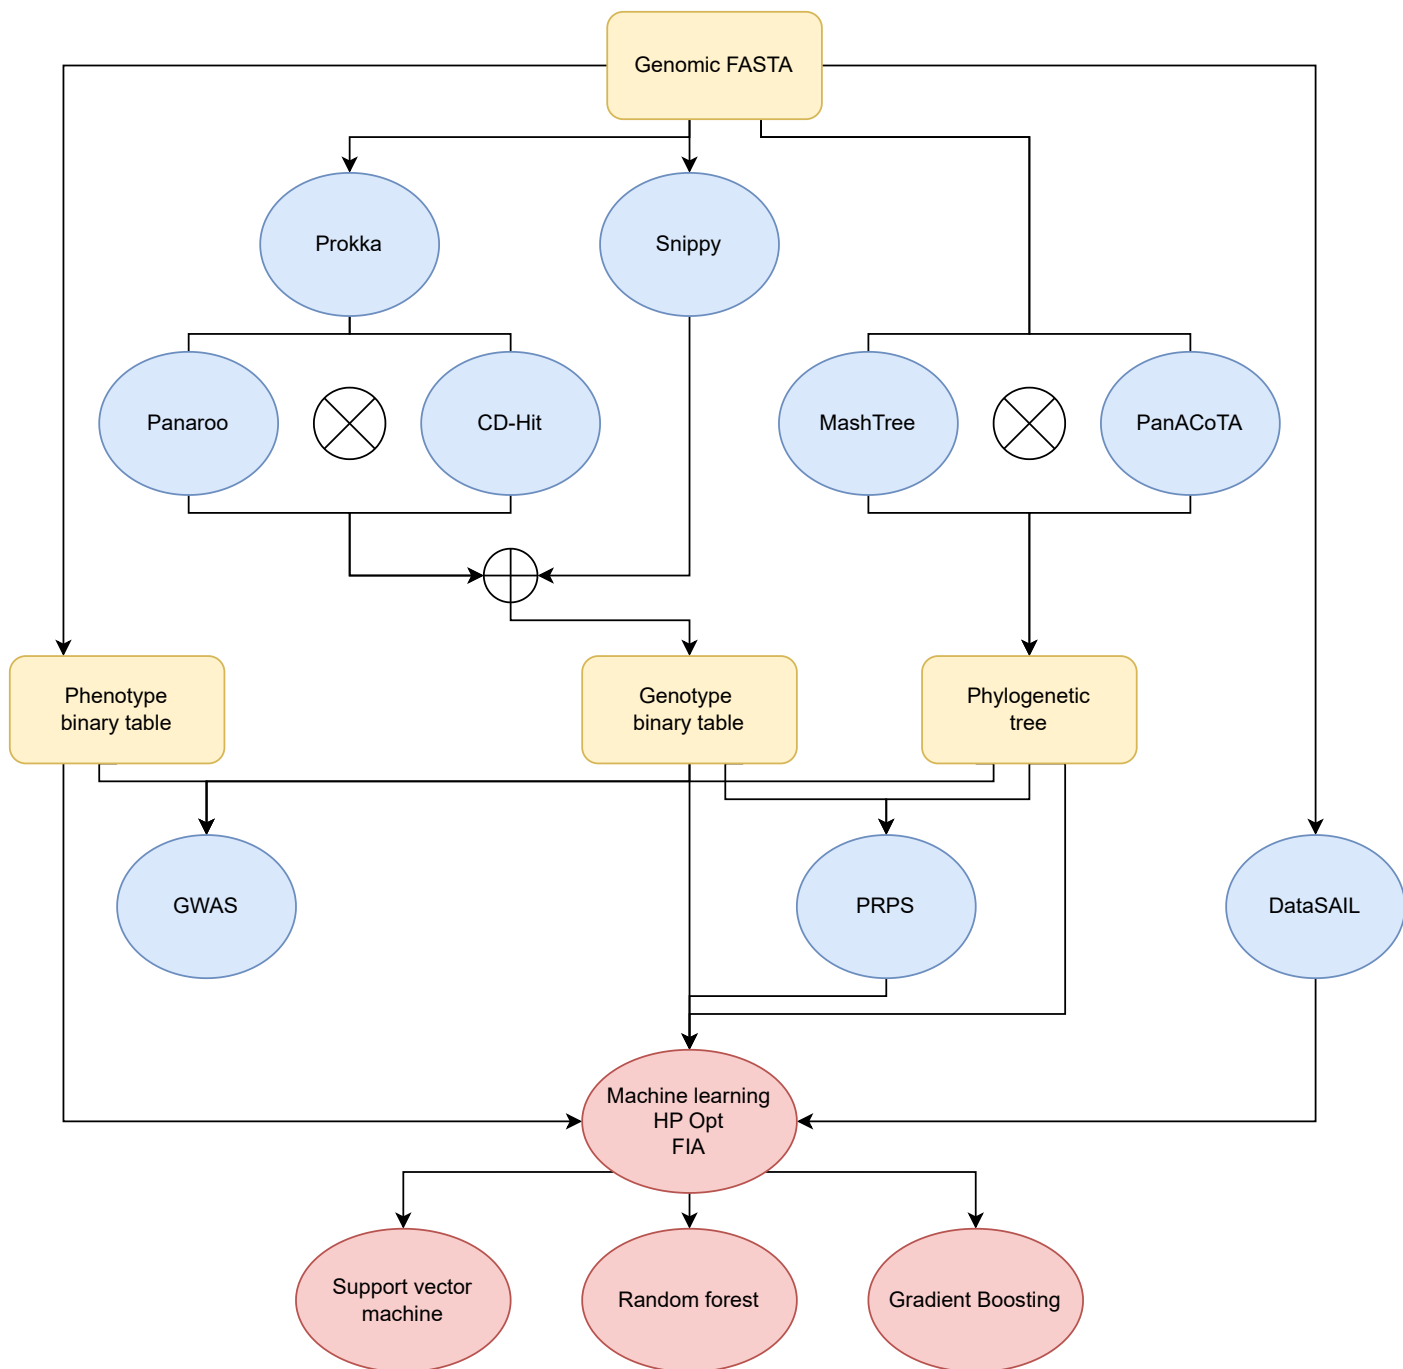 Genomic FASTA
Prokka
Snippy
Panaroo
CD-Hit
MashTree
PanACoTA
Phenotype
binary table
Genotype
binary table
Phylogenetic
tree
GWAS
PRPS
DataSAIL
Machine learning
HP Opt
FIA
Support vector
machine
Random forest
Gradient Boosting